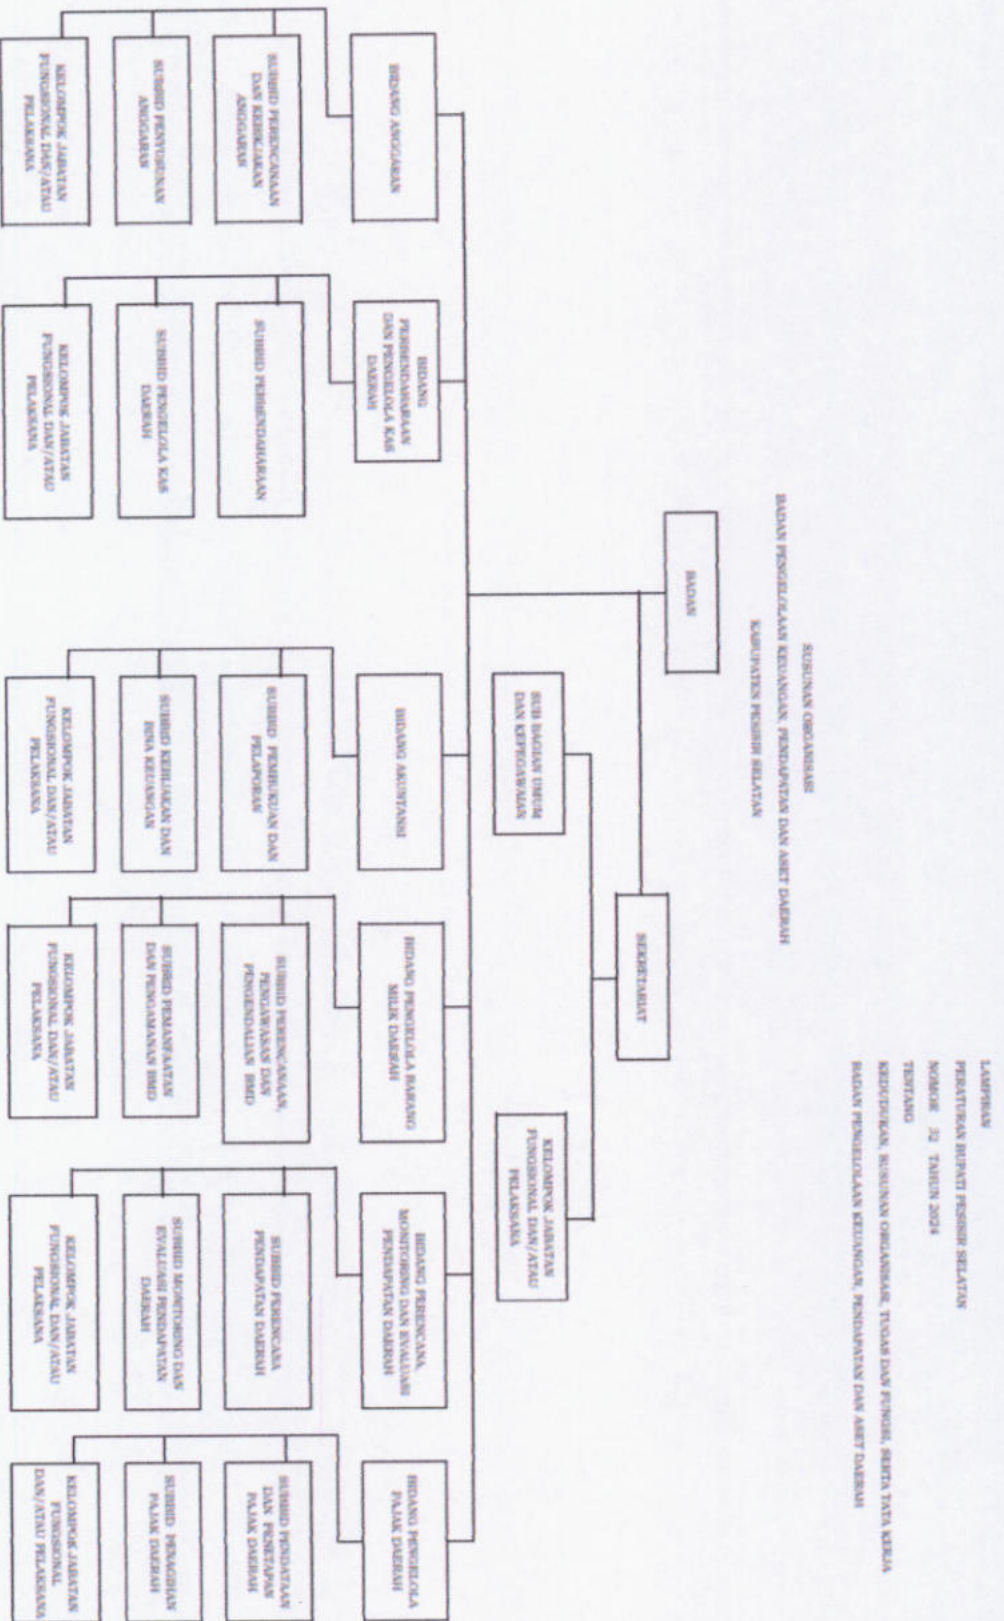 LAMPIRAN
PERATURAN BUPATI PESISIR SELATAN
NOMOR 32 TAHUN 2024
TENTANG
KEDUDUKAN, SUSUNAN ORGANISASI, TUGAS DAN FUNGSI, SERTA TATA KERJA
BADAN PENGELOLAAN KEUANGAN, PENDAPATAN DAN ASET DAERAH
SUSUNAN ORGANISASI
BADAN PENGELOLAAN KEUANGAN, PENDAPATAN DAN ASET DAERAH
KABUPATEN PESISIR SELATAN
BADAN
SEKRETARIAT
SUB BAGIAN UMUM
DAN KEPEGAWAIAN
KELOMPOK JABATAN
FUNGSIONAL DAN/ATAU
PELAKSANA
BIDANG ANGGARAN
SUBBID PERENCANAAN
DAN KEBIJAKAN
ANGGARAN
SUBBID PENYUSUNAN
ANGGARAN
KELOMPOK JABATAN
FUNGSIONAL DAN/ATAU
PELAKSANA
BIDANG
PERBENDAHARAAN
DAN PENGELOLA KAS
DAERAH
SUBBID PERBENDAHARAAN
SUBBID PENGELOLA KAS
DAERAH
KELOMPOK JABATAN
FUNGSIONAL DAN/ATAU
PELAKSANA
BIDANG AKUNTANSI
SUBBID PEMBUKUAN DAN
PELAPORAN
SUBBID KEBIJAKAN DAN
BINA KEUANGAN
KELOMPOK JABATAN
FUNGSIONAL DAN/ATAU
PELAKSANA
BIDANG PENGELOLA BARANG
MILIK DAERAH
SUBBID PERENCANAAN,
PENGAWASAN DAN
PENGENDALIAN BMD
SUBBID PEMANFAATAN
DAN PENGAMANAN BMD
KELOMPOK JABATAN
FUNGSIONAL DAN/ATAU
PELAKSANA
BIDANG PERENCANA,
MONITORING DAN EVALUASI
PENDAPATAN DAERAH
SUBBID PERENCANA
PENDAPATAN DAERAH
SUBBID MONITORING DAN
EVALUASI PENDAPATAN
DAERAH
KELOMPOK JABATAN
FUNGSIONAL DAN/ATAU
PELAKSANA
BIDANG PENGELOLA
PAJAK DAERAH
SUBBID PENDATAAN
DAN PENETAPAN
PAJAK DAERAH
SUBBID PENAGIHAN
PAJAK DAERAH
KELOMPOK JABATAN
FUNGSIONAL
DAN/ATAU PELAKSANA